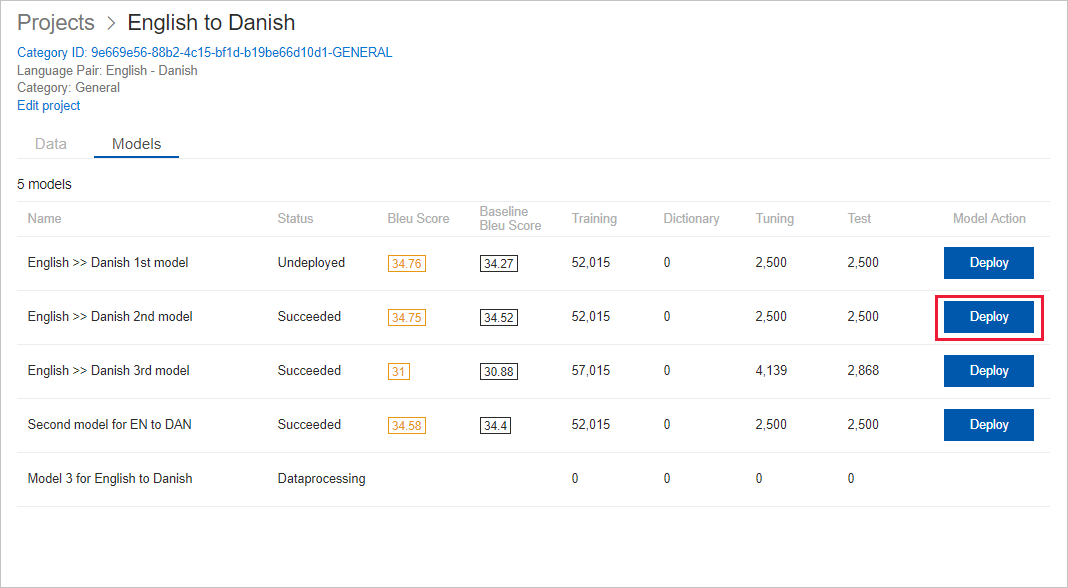 Projects > English to Danish
Category ID: 9e669e56-88b2-4c15-bf1d-b19be66d10d1-GENERAL
Language Pair: English - Danish
Category: General
Edit project
Data Models
5 models
Name Status Bleu Score Baseline Bleu Score Training Dictionary Tuning Test Model Action
English >> Danish 1st model Undeployed 34.76 34.27 52,015 0 2,500 2,500 Deploy
English >> Danish 2nd model Succeeded 34.75 34.52 52,015 0 2,500 2,500 Deploy
English >> Danish 3rd model Succeeded 31 30.88 57,015 0 4,139 2,868 Deploy
Second model for EN to DAN Succeeded 34.58 34.4 52,015 0 2,500 2,500 Deploy
Model 3 for English to Danish Dataprocessing 0 0 0 0